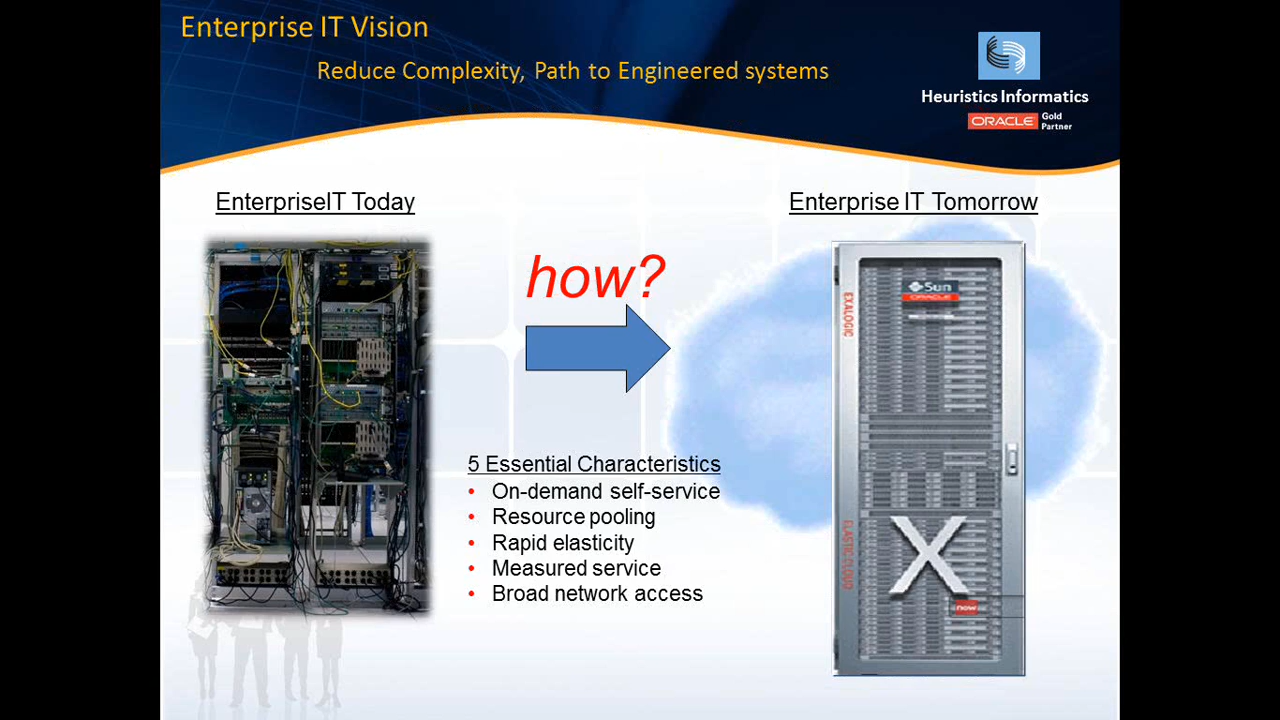 Enterprise IT Vision
Reduce Complexity, Path to Engineered systems
Heuristics Informatics
ORACLE Gold
Partner
EnterpriseIT Today
Enterprise IT Tomorrow
how?
Sun
ORACLE
EXALOGIC
5 Essential Characteristics
• On-demand self-service
• Resource pooling
• Rapid elasticity
• Measured service
• Broad network access
ELASTIC CLOUD
X